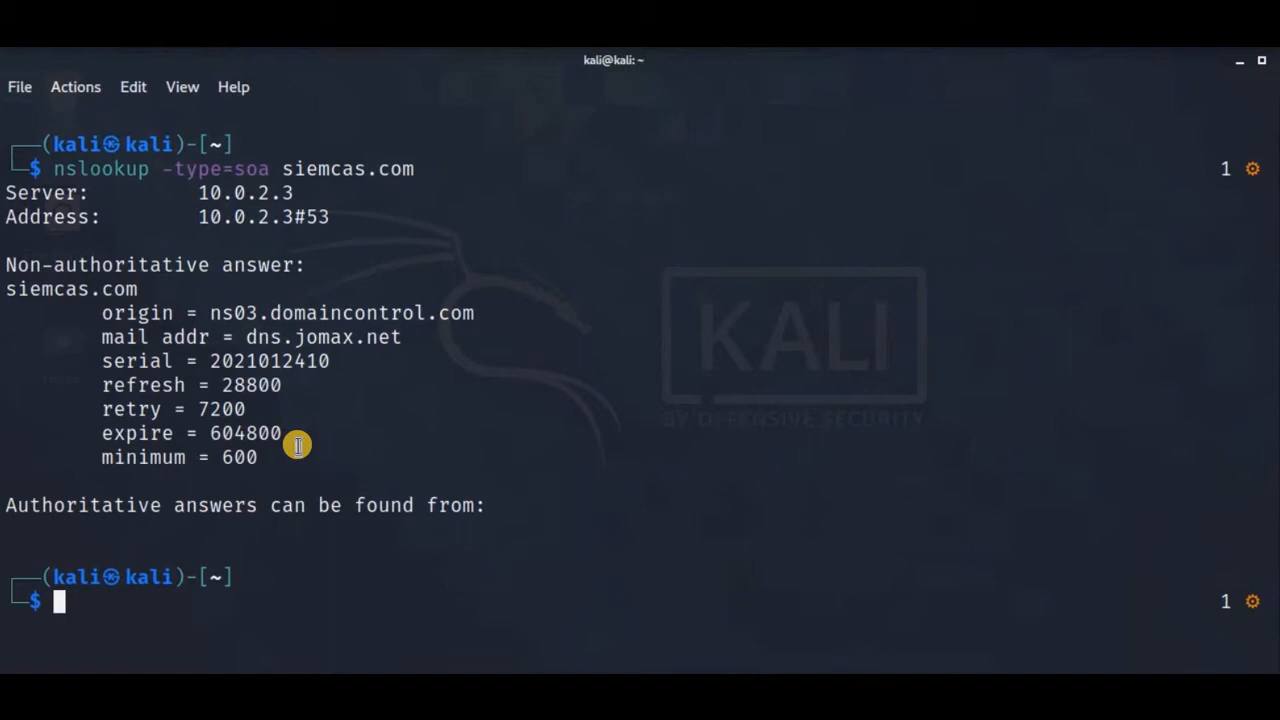 kali@kali: ~
File Actions Edit View Help
(kali㉿kali)-[~]
$ nslookup -type=soa siemcas.com 1
Server: 10.0.2.3
Address: 10.0.2.3#53
Non-authoritative answer:
siemcas.com
origin = ns03.domaincontrol.com
mail addr = dns.jomax.net
serial = 2021012410
refresh = 28800
retry = 7200
expire = 604800
minimum = 600
Authoritative answers can be found from:
(kali㉿kali)-[~]
$ 1
KALI
BY OFFENSIVE SECURITY